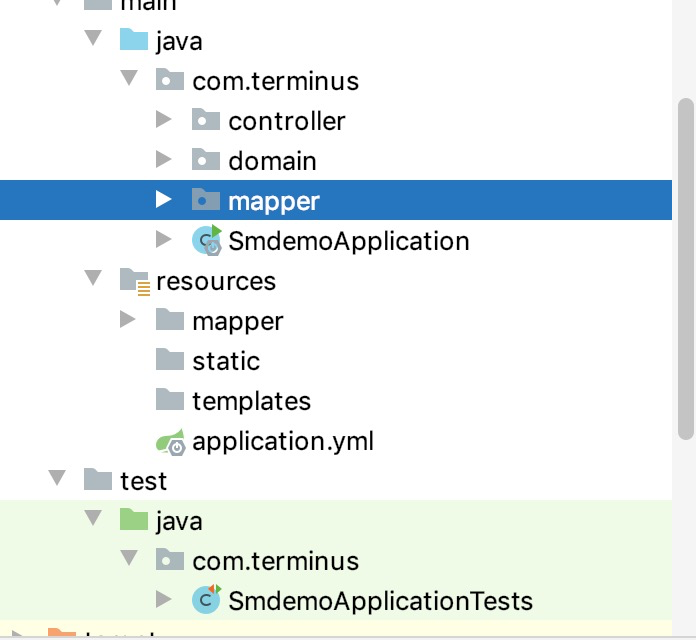 main
java
com.terminus
controller
domain
mapper
SmdemoApplication
resources
mapper
static
templates
application.yml
test
java
com.terminus
SmdemoApplicationTests